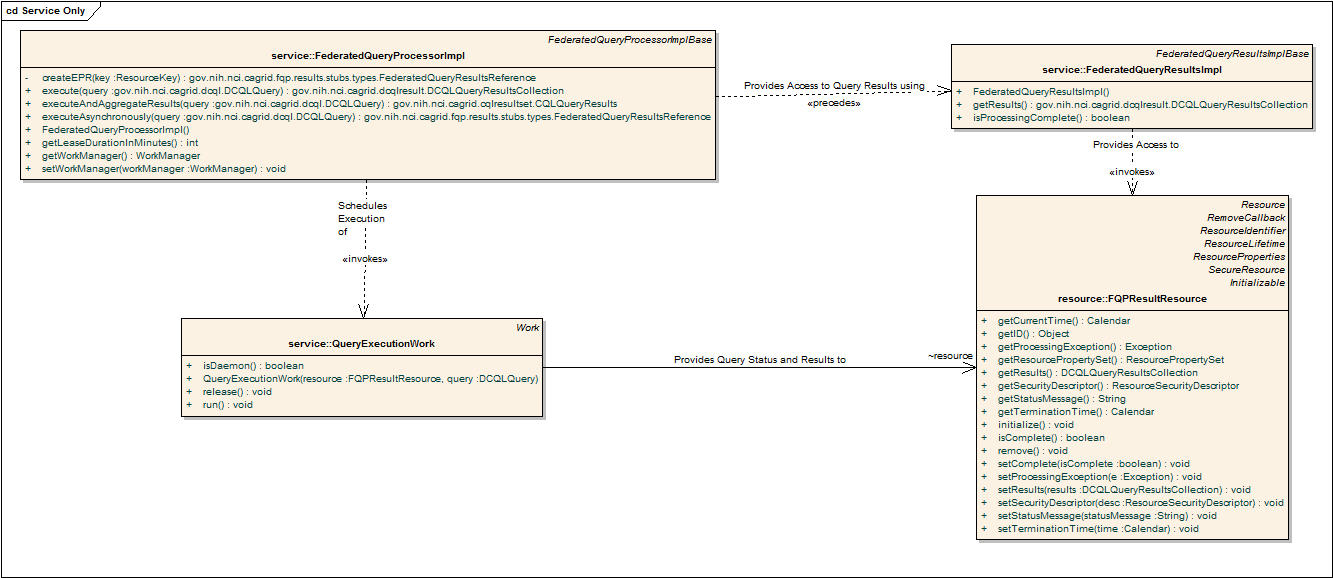 cd Service Only
FederatedQueryProcessorImplBase
service::FederatedQueryProcessorImpl
- createEPR(key :ResourceKey) : gov.nih.nci.cagrid.fqp.results.stubs.types.FederatedQueryResultsReference
+ execute(query :gov.nih.nci.cagrid.dcql.DCQLQuery) : gov.nih.nci.cagrid.dcqlresult.DCQLQueryResultsCollection
+ executeAndAggregateResults(query :gov.nih.nci.cagrid.dcql.DCQLQuery) : gov.nih.nci.cagrid.cqlresultset.CQLQueryResults
+ executeAsynchronously(query :gov.nih.nci.cagrid.dcql.DCQLQuery) : gov.nih.nci.cagrid.fqp.results.stubs.types.FederatedQueryResultsReference
+ FederatedQueryProcessorImpl()
+ getLeaseDurationInMinutes() : int
+ getWorkManager() : WorkManager
+ setWorkManager(workManager :WorkManager) : void
Provides Access to Query Results using
«precedes»
FederatedQueryResultsImplBase
service::FederatedQueryResultsImpl
+ FederatedQueryResultsImpl()
+ getResults() : gov.nih.nci.cagrid.dcqlresult.DCQLQueryResultsCollection
+ isProcessingComplete() : boolean
Provides Access to
«invokes»
Schedules
Execution
of
«invokes»
Work
service::QueryExecutionWork
+ isDaemon() : boolean
+ QueryExecutionWork(resource :FQPResultResource, query :DCQLQuery)
+ release() : void
+ run() : void
Provides Query Status and Results to
~resource
Resource
RemoveCallback
ResourceIdentifier
ResourceLifetime
ResourceProperties
SecureResource
Initializable
resource::FQPResultResource
+ getCurrentTime() : Calendar
+ getID() : Object
+ getProcessingException() : Exception
+ getResourcePropertySet() : ResourcePropertySet
+ getResults() : DCQLQueryResultsCollection
+ getSecurityDescriptor() : ResourceSecurityDescriptor
+ getStatusMessage() : String
+ getTerminationTime() : Calendar
+ initialize() : void
+ isComplete() : boolean
+ remove() : void
+ setComplete(isComplete :boolean) : void
+ setProcessingException(e :Exception) : void
+ setResults(results :DCQLQueryResultsCollection) : void
+ setSecurityDescriptor(desc :ResourceSecurityDescriptor) : void
+ setStatusMessage(statusMessage :String) : void
+ setTerminationTime(time :Calendar) : void